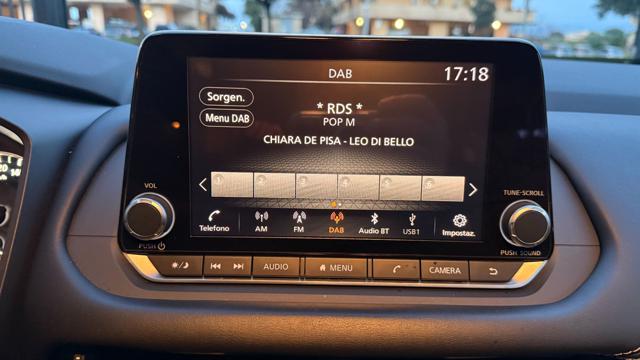 DAB
17:18
Sorgen.
Menu DAB
* RDS *
POP M
CHIARA DE PISA - LEO DI BELLO
VOL
TUNE·SCROLL
Telefono
AM
FM
DAB
Audio BT
USB1
Impostaz.
PUSH
PUSH SOUND
AUDIO
MENU
CAMERA